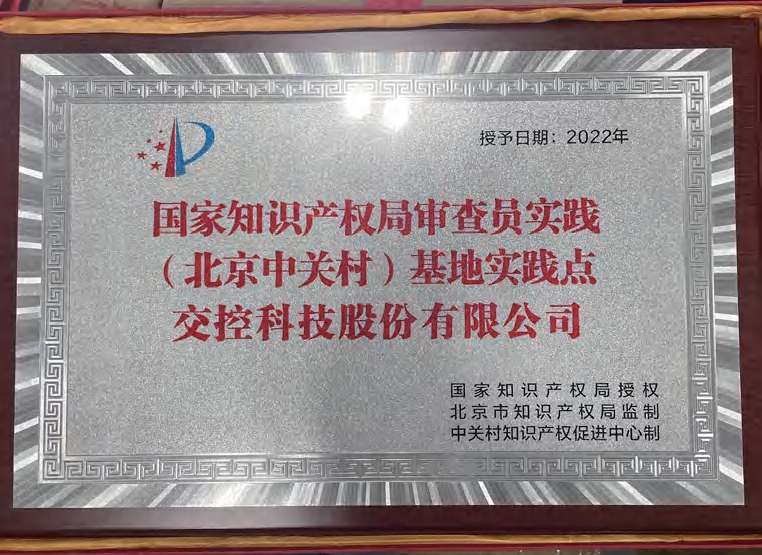 授予日期：2022年
国家知识产权局审查员实践
（北京中关村）基地实践点
交控科技股份有限公司
国家知识产权局授权
北京市知识产权局监制
中关村知识产权促进中心制